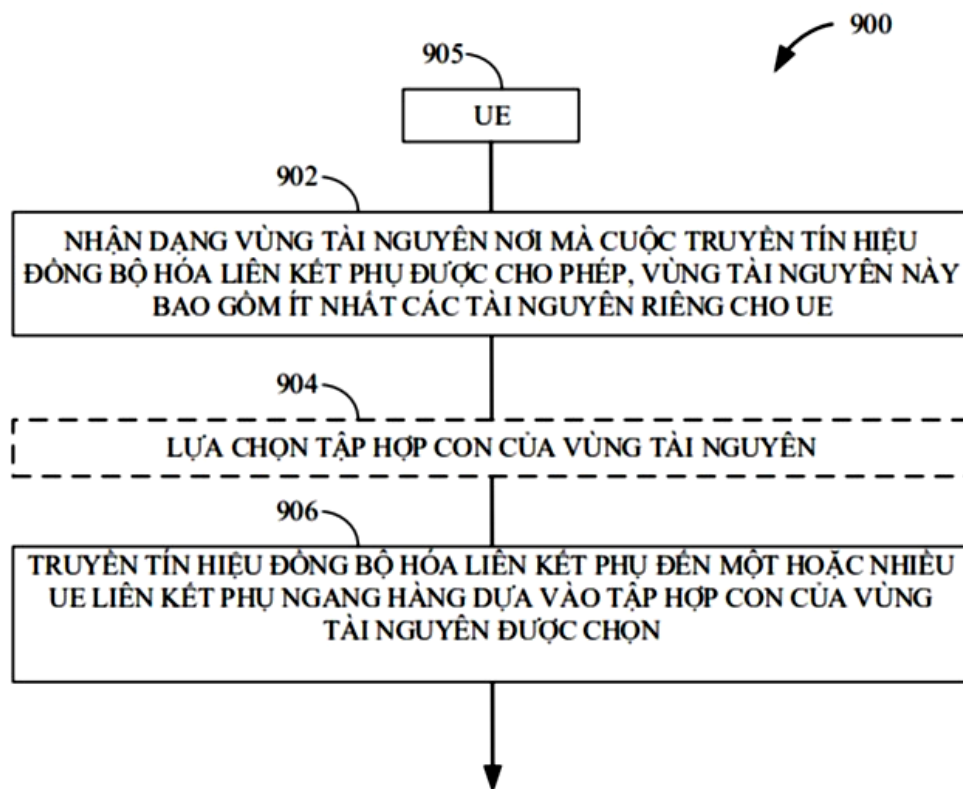 900
905
UE
902
NHẬN DẠNG VÙNG TÀI NGUYÊN NƠI MÀ CUỘC TRUYỀN TÍN HIỆU
ĐỒNG BỘ HÓA LIÊN KẾT PHỤ ĐƯỢC CHO PHÉP, VÙNG TÀI NGUYÊN NÀY
BAO GỒM ÍT NHẤT CÁC TÀI NGUYÊN RIÊNG CHO UE
904
LỰA CHỌN TẬP HỢP CON CỦA VÙNG TÀI NGUYÊN
906
TRUYỀN TÍN HIỆU ĐỒNG BỘ HÓA LIÊN KẾT PHỤ ĐẾN MỘT HOẶC NHIỀU
UE LIÊN KẾT PHỤ NGANG HÀNG DỰA VÀO TẬP HỢP CON CỦA VÙNG
TÀI NGUYÊN ĐƯỢC CHỌN